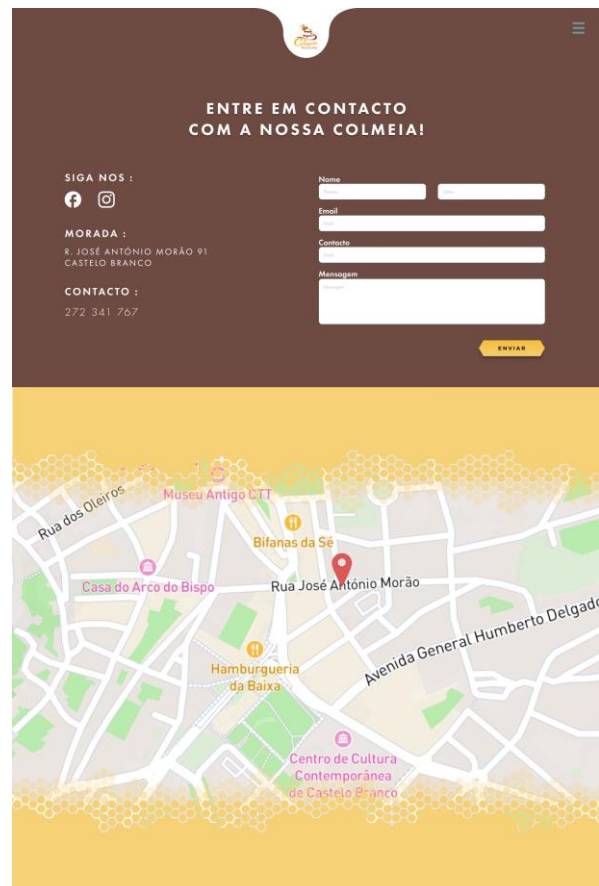 Colmeia
ENTRE EM CONTACTO
COM A NOSSA COLMEIA!
SIGA NOS :
MORADA :
R. JOSÉ ANTÓNIO MORÃO 91
CASTELO BRANCO
CONTACTO :
272 341 767
Nome
Email
Contacto
Mensagem
ENVIAR
Museu Antigo CTT
Rua dos Oleiros
Bifanas da Sé
Casa do Arco do Bispo
Rua José António Morão
Avenida General Humberto Delgado
Hamburgueria
da Baixa
Centro de Cultura
Contemporânea
de Castelo Branco